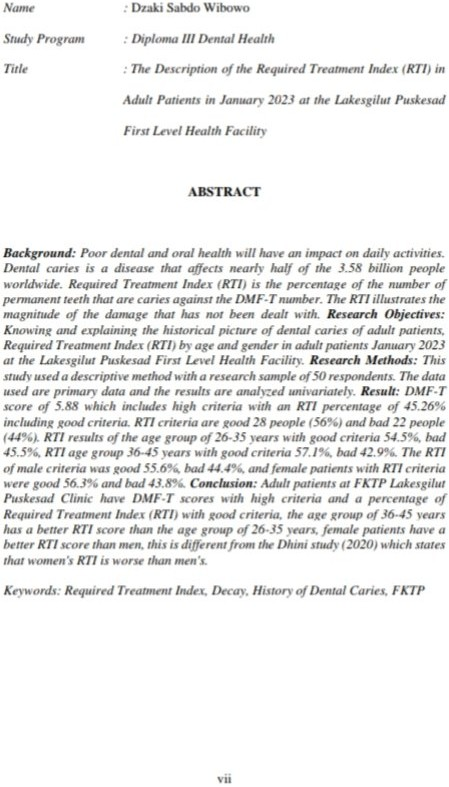 Name : Dzaki Sabdo Wibowo
Study Program : Diploma III Dental Health
Title : The Description of the Required Treatment Index (RTI) in
Adult Patients in January 2023 at the Lakesgilut Puskesad
First Level Health Facility
ABSTRACT
Background: Poor dental and oral health will have an impact on daily activities.
Dental caries is a disease that affects nearly half of the 3.58 billion people
worldwide. Required Treatment Index (RTI) is the percentage of the number of
permanent teeth that are caries against the DMF-T number. The RTI illustrates the
magnitude of the damage that has not been dealt with. Research Objectives:
Knowing and explaining the historical picture of dental caries of adult patients,
Required Treatment Index (RTI) by age and gender in adult patients January 2023
at the Lakesgilut Puskesad First Level Health Facility. Research Methods: This
study used a descriptive method with a research sample of 50 respondents. The data
used are primary data and the results are analyzed univariately. Result: DMF-T
score of 5.88 which includes high criteria with an RTI percentage of 45.26%
including good criteria. RTI criteria are good 28 people (56%) and bad 22 people
(44%). RTI results of the age group of 26-35 years with good criteria 54.5%, bad
45.5%, RTI age group 36-45 years with good criteria 57.1%, bad 42.9%. The RTI
of male criteria was good 55.6%, bad 44.4%, and female patients with RTI criteria
were good 56.3% and bad 43.8%. Conclusion: Adult patients at FKTP Lakesgilut
Puskesad Clinic have DMF-T scores with high criteria and a percentage of
Required Treatment Index (RTI) with good criteria, the age group of 36-45 years
has a better RTI score than the age group of 26-35 years, female patients have a
better RTI score than men, this is different from the Dhini study (2020) which states
that women's RTI is worse than men's.
Keywords: Required Treatment Index, Decay, History of Dental Caries, FKTP
vii